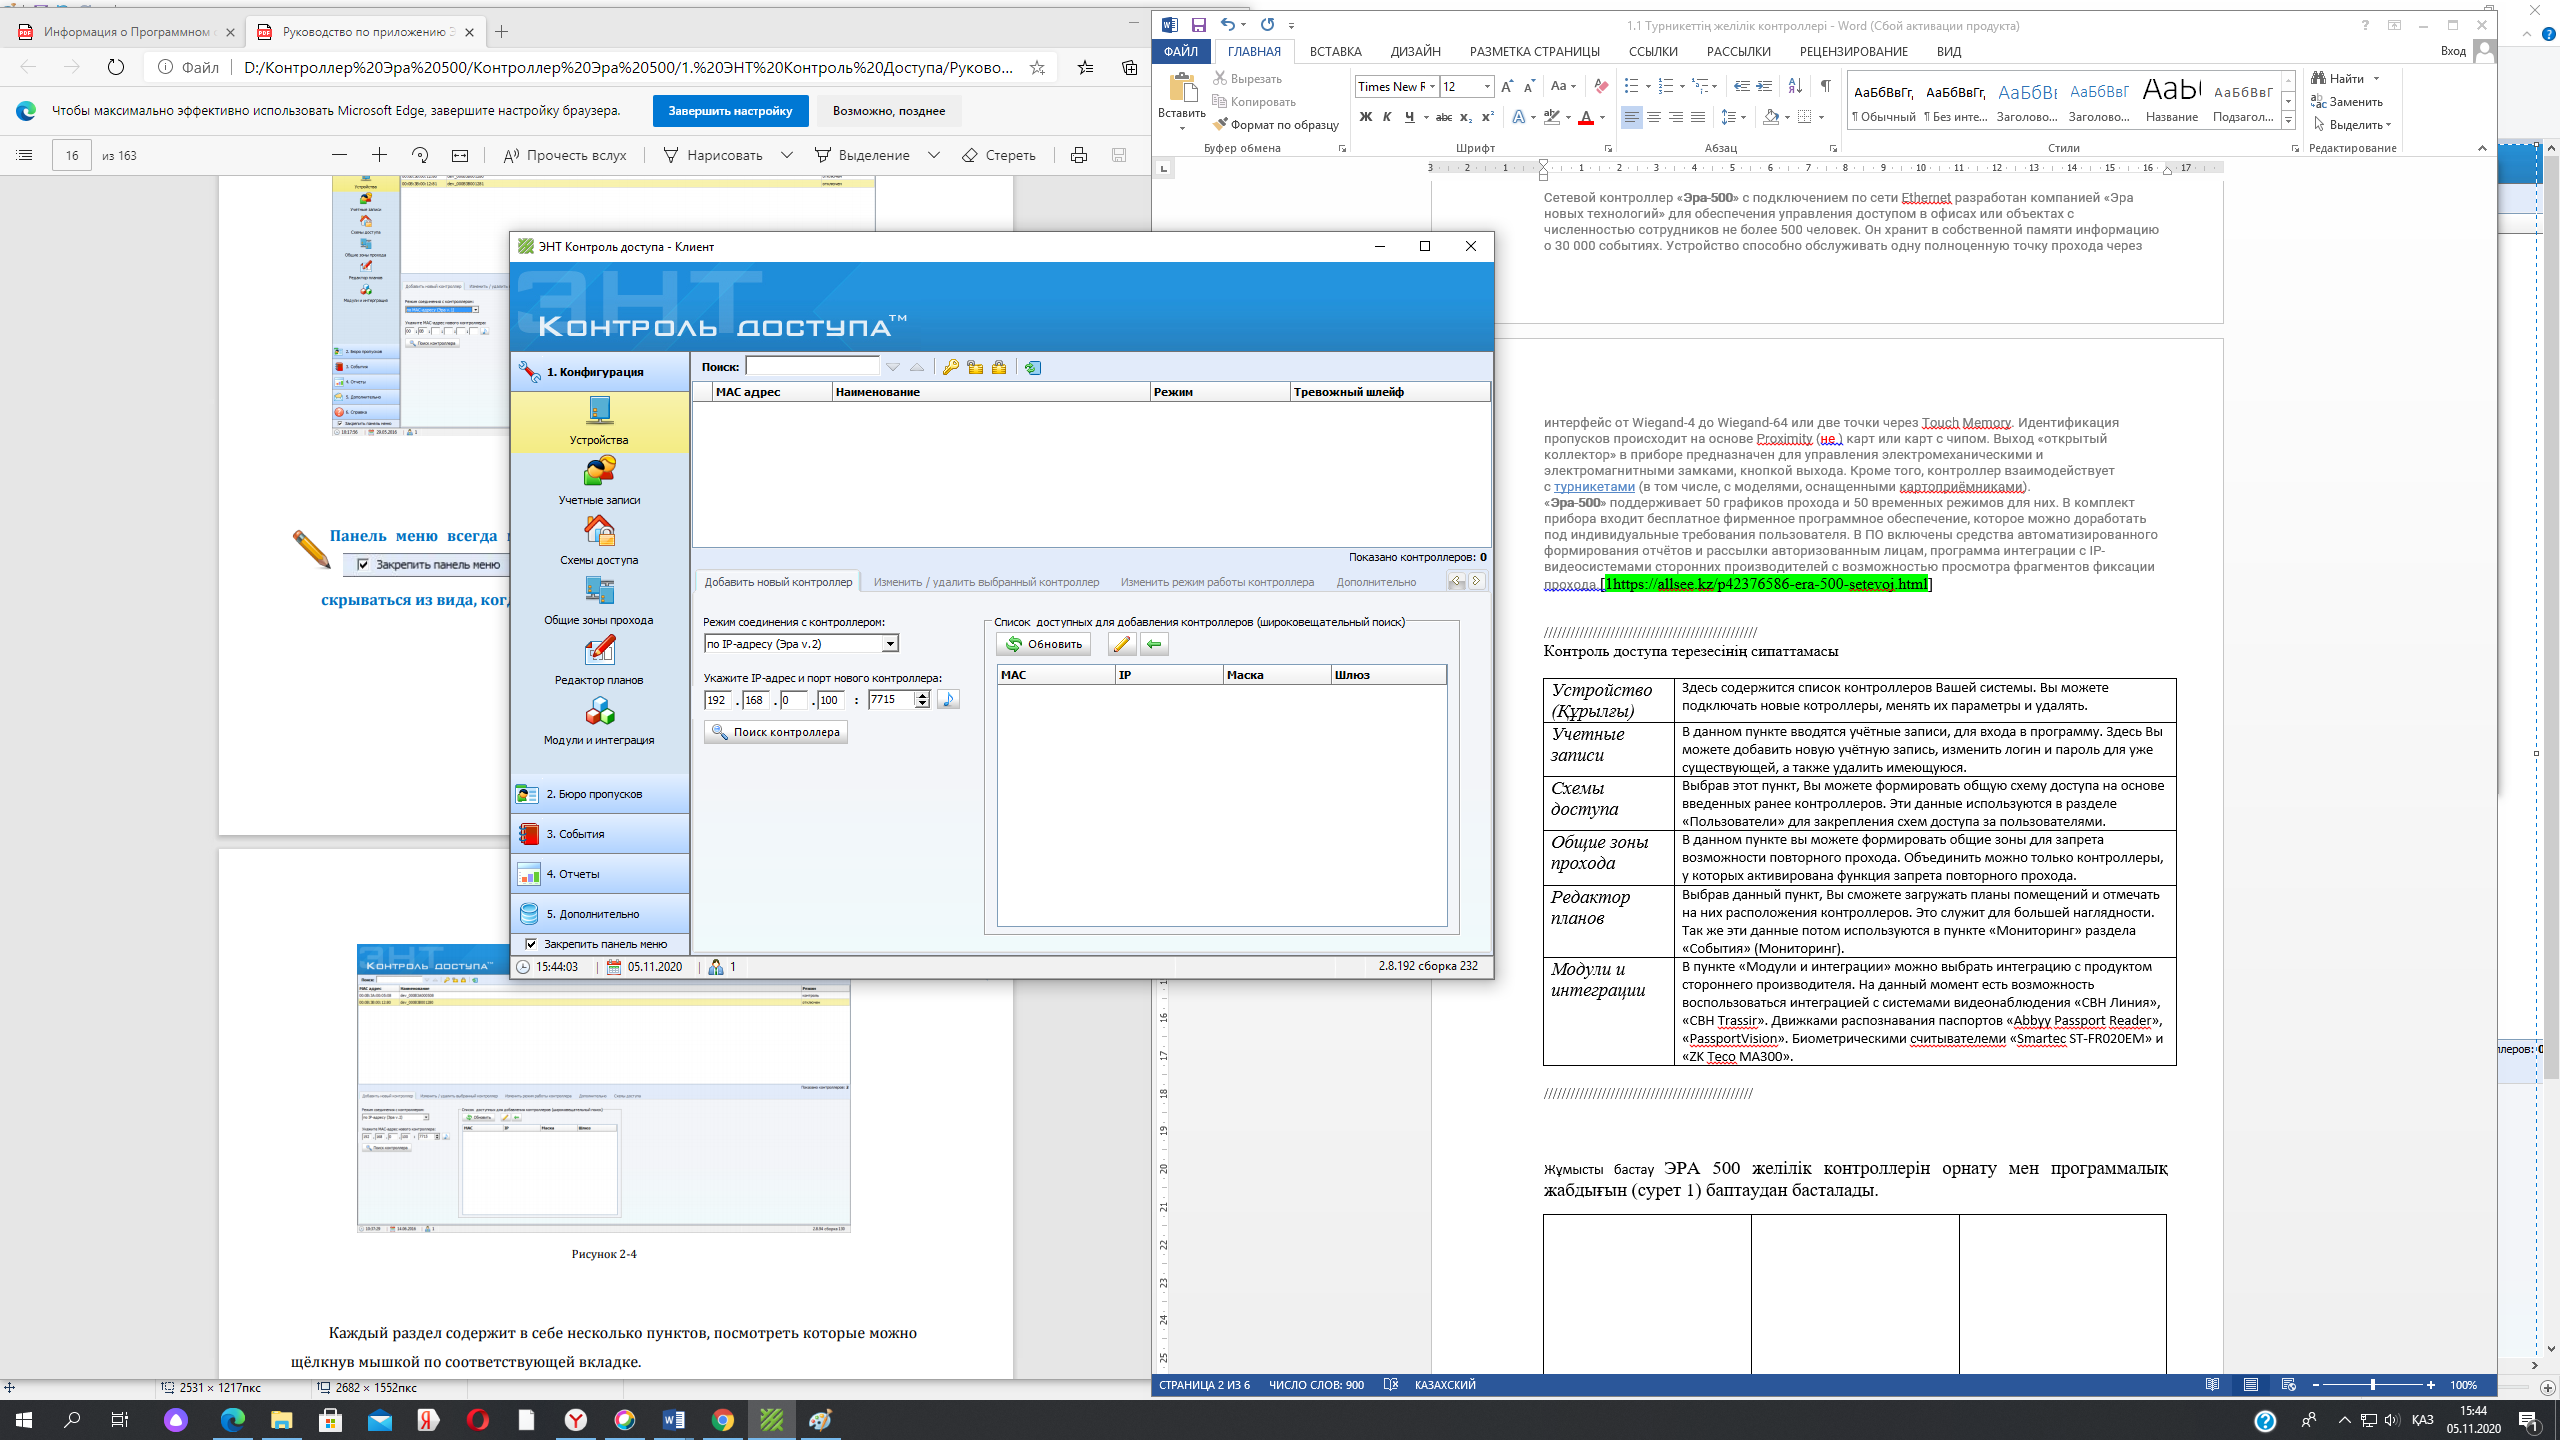 Информация о Программном
Руководство по приложению Э
Файл
D:/Контроллер%20Эра%20500/Контроллер%20Эра%20500/1.%20ЭНТ%20Контроль%20Доступа/Руково...
Чтобы максимально эффективно использовать Microsoft Edge, завершите настройку браузера.
Завершить настройку
Возможно, позднее
16 из 163
Прочесть вслух
Нарисовать
Выделение
Стереть
Панель меню всегда
Закрепить панель меню
скрываться из вида, ког
Рисунок 2-4
Каждый раздел содержит в себе несколько пунктов, посмотреть которые можно
щёлкнув мышкой по соответствующей вкладке.
2531 × 1217пкс
2682 × 1552пкс
ЭНТ Контроль доступа - Клиент
ЭНТ
Контроль доступа™
1. Конфигурация
Устройства
Учетные записи
Схемы доступа
Общие зоны прохода
Редактор планов
Модули и интеграция
2. Бюро пропусков
3. События
4. Отчеты
5. Дополнительно
Закрепить панель меню
Поиск:
MAC адрес Наименование Режим Тревожный шлейф
Показано контроллеров: 0
Добавить новый контроллер Изменить / удалить выбранный контроллер Изменить режим работы контроллера Дополнительно
Режим соединения с контроллером:
по IP-адресу (Эра v.2)
Укажите IP-адрес и порт нового контроллера:
192 . 168 . 0 . 100 : 7715
Поиск контроллера
Список доступных для добавления контроллеров (широковещательный поиск)
Обновить
MAC IP Маска Шлюз
15:44:03 05.11.2020 1 2.8.192 сборка 232
1.1 Турникеттің желілік контроллері - Word (Сбой активации продукта)
ФАЙЛ ГЛАВНАЯ ВСТАВКА ДИЗАЙН РАЗМЕТКА СТРАНИЦЫ ССЫЛКИ РАССЫЛКИ РЕЦЕНЗИРОВАНИЕ ВИД Вход
Вставить
Вырезать
Копировать
Формат по образцу
Буфер обмена
Times New R 12
Шрифт
Абзац
АаБбВвГг, АаБбВвГг, АаБбВı АаБбВвГ АаЫ АаБбВвГ
¶ Обычный ¶ Без инте... Заголово... Заголово... Название Подзагол...
Стили
Найти
Заменить
Выделить
Редактирование
Сетевой контроллер «Эра-500» с подключением по сети Ethernet разработан компанией «Эра
новых технологий» для обеспечения управления доступом в офисах или объектах с
численностью сотрудников не более 500 человек. Он хранит в собственной памяти информацию
о 30 000 событиях. Устройство способно обслуживать одну полноценную точку прохода через
интерфейс от Wiegand-4 до Wiegand-64 или две точки через Touch Memory. Идентификация
пропусков происходит на основе Proximity (не ) карт или карт с чипом. Выход «открытый
коллектор» в приборе предназначен для управления электромеханическими и
электромагнитными замками, кнопкой выхода. Кроме того, контроллер взаимодействует
с турникетами (в том числе, с моделями, оснащенными картоприёмниками).
«Эра-500» поддерживает 50 графиков прохода и 50 временных режимов для них. В комплект
прибора входит бесплатное фирменное программное обеспечение, которое можно доработать
под индивидуальные требования пользователя. В ПО включены средства автоматизированного
формирования отчётов и рассылки авторизованным лицам, программа интеграции с IP-
видеосистемами сторонних производителей с возможностью просмотра фрагментов фиксации
прохода.[1https://allsee.kz/p42376586-era-500-setevoj.html]
Контроль доступа терезесінің сипаттамасы
Устройство (Құрылғы)
Здесь содержится список контроллеров Вашей системы. Вы можете
подключать новые котроллеры, менять их параметры и удалять.
Учетные записи
В данном пункте вводятся учётные записи, для входа в программу. Здесь Вы
можете добавить новую учётную запись, изменить логин и пароль для уже
существующей, а также удалить имеющуюся.
Схемы доступа
Выбрав этот пункт, Вы можете формировать общую схему доступа на основе
введенных ранее контроллеров. Эти данные используются в разделе
«Пользователи» для закрепления схем доступа за пользователями.
Общие зоны прохода
В данном пункте вы можете формировать общие зоны для запрета
возможности повторного прохода. Объединить можно только контроллеры,
у которых активирована функция запрета повторного прохода.
Редактор планов
Выбрав данный пункт, Вы сможете загружать планы помещений и отмечать
на них расположения контроллеров. Это служит для большей наглядности.
Так же эти данные потом используются в пункте «Мониторинг» раздела
«События» (Мониторинг).
Модули и интеграции
В пункте «Модули и интеграции» можно выбрать интеграцию с продуктом
стороннего производителя. На данный момент есть возможность
воспользоваться интеграцией с системами видеонаблюдения «СВН Линия»,
«СВН Trassir». Движками распознавания паспортов «Abbyy Passport Reader»,
«PassportVision». Биометрическими считывателеми «Smartec ST-FR020EM» и
«ZK Teco MA300».
Жұмысты бастау ЭРА 500 желілік контроллерін орнату мен программалық
жабдығын (сурет 1) баптаудан басталады.
СТРАНИЦА 2 ИЗ 6 ЧИСЛО СЛОВ: 900 КАЗАХСКИЙ 100%
ҚАЗ
15:44
05.11.2020